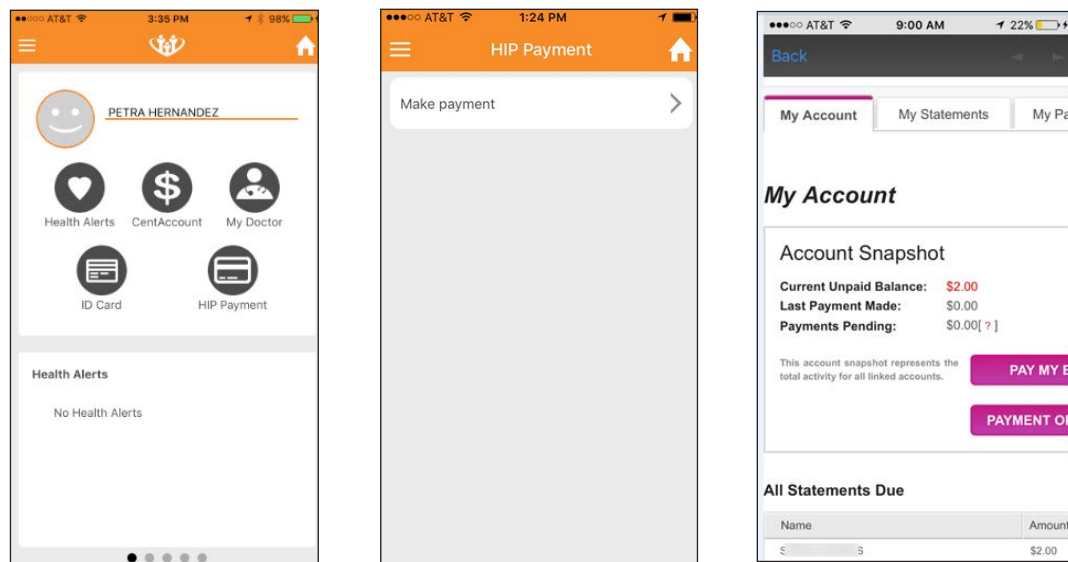 AT&T 3:35 PM 98%
PETRA HERNANDEZ
Health Alerts CentAccount My Doctor
ID Card HIP Payment
Health Alerts
No Health Alerts
AT&T 1:24 PM
HIP Payment
Make payment
AT&T 9:00 AM 22%
Back
My Account My Statements My Pa
My Account
Account Snapshot
Current Unpaid Balance: $2.00
Last Payment Made: $0.00
Payments Pending: $0.00[ ? ]
This account snapshot represents the
total activity for all linked accounts.
PAY MY
PAYMENT
All Statements Due
Name Amount
S S
$2.00